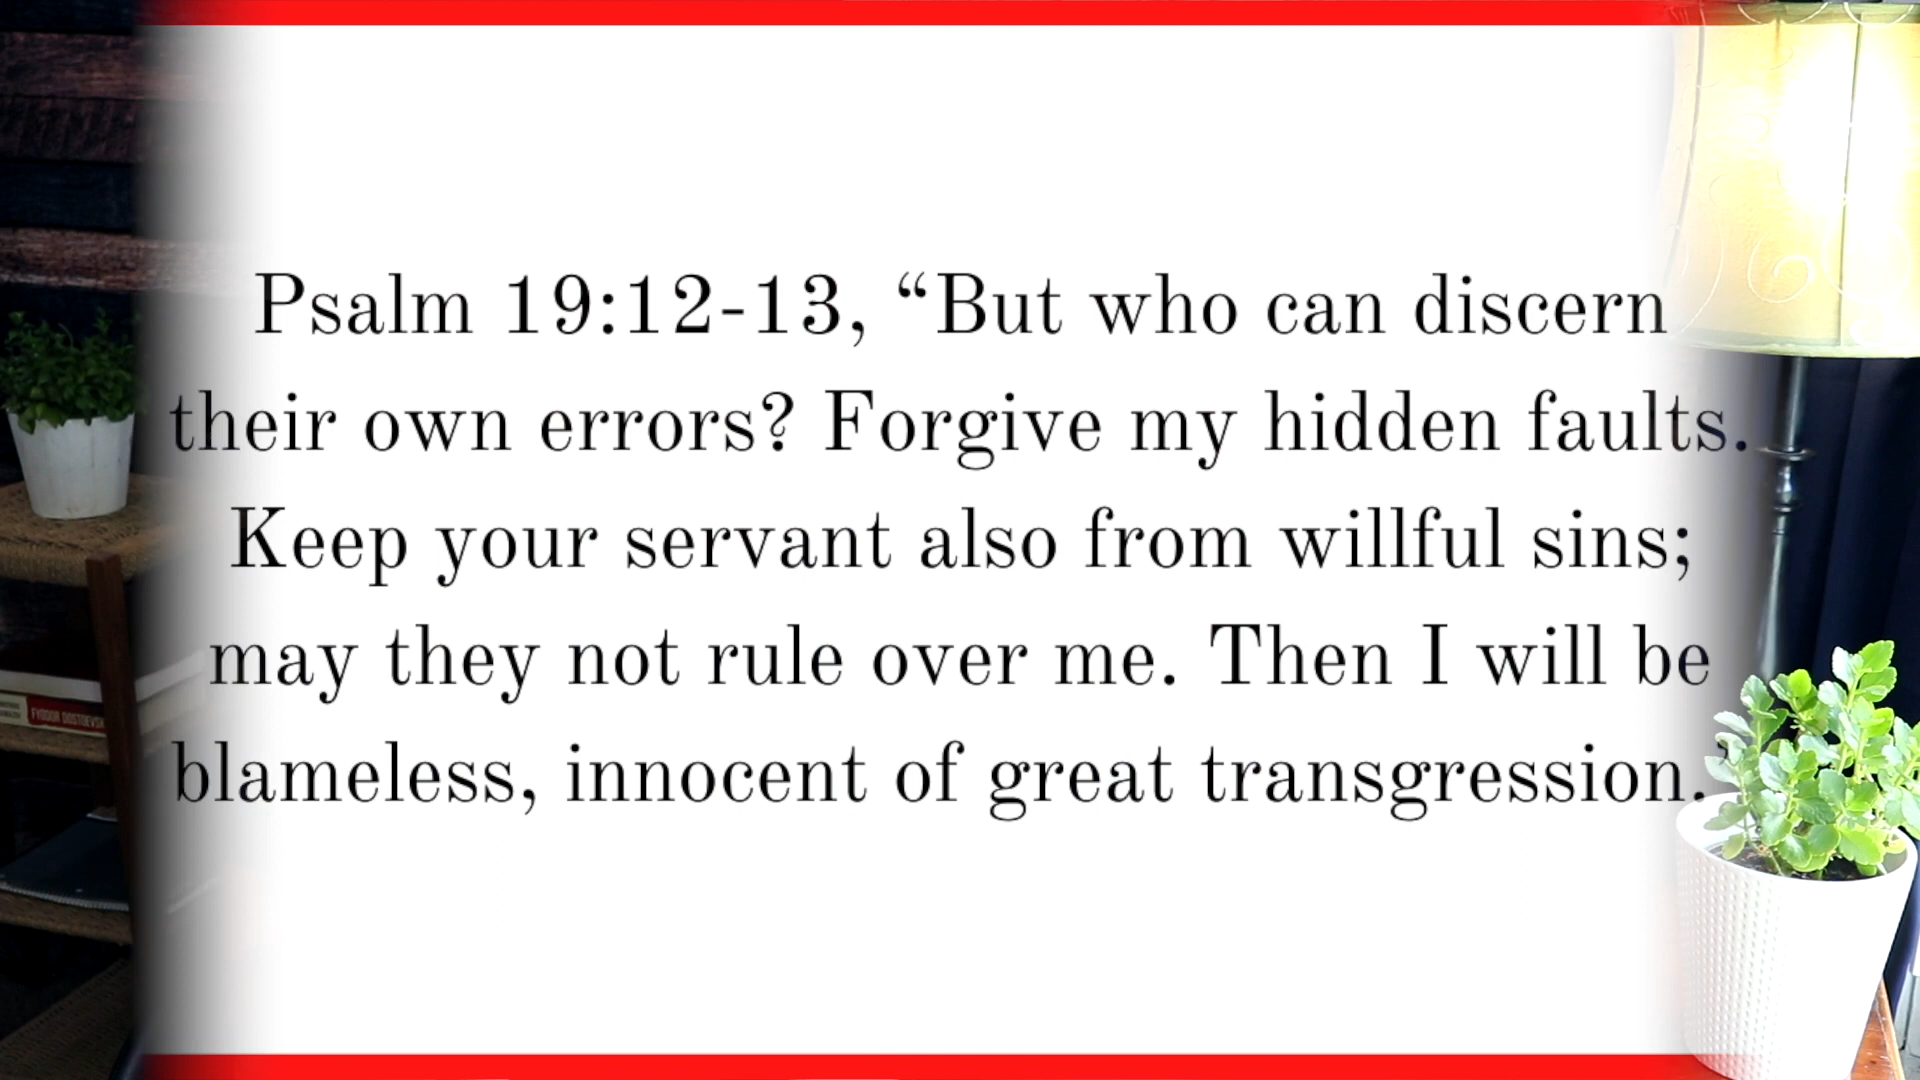 Psalm 19:12-13, “But who can discern
their own errors? Forgive my hidden faults.
Keep your servant also from willful sins;
may they not rule over me. Then I will be
blameless, innocent of great transgression.
FYODOR